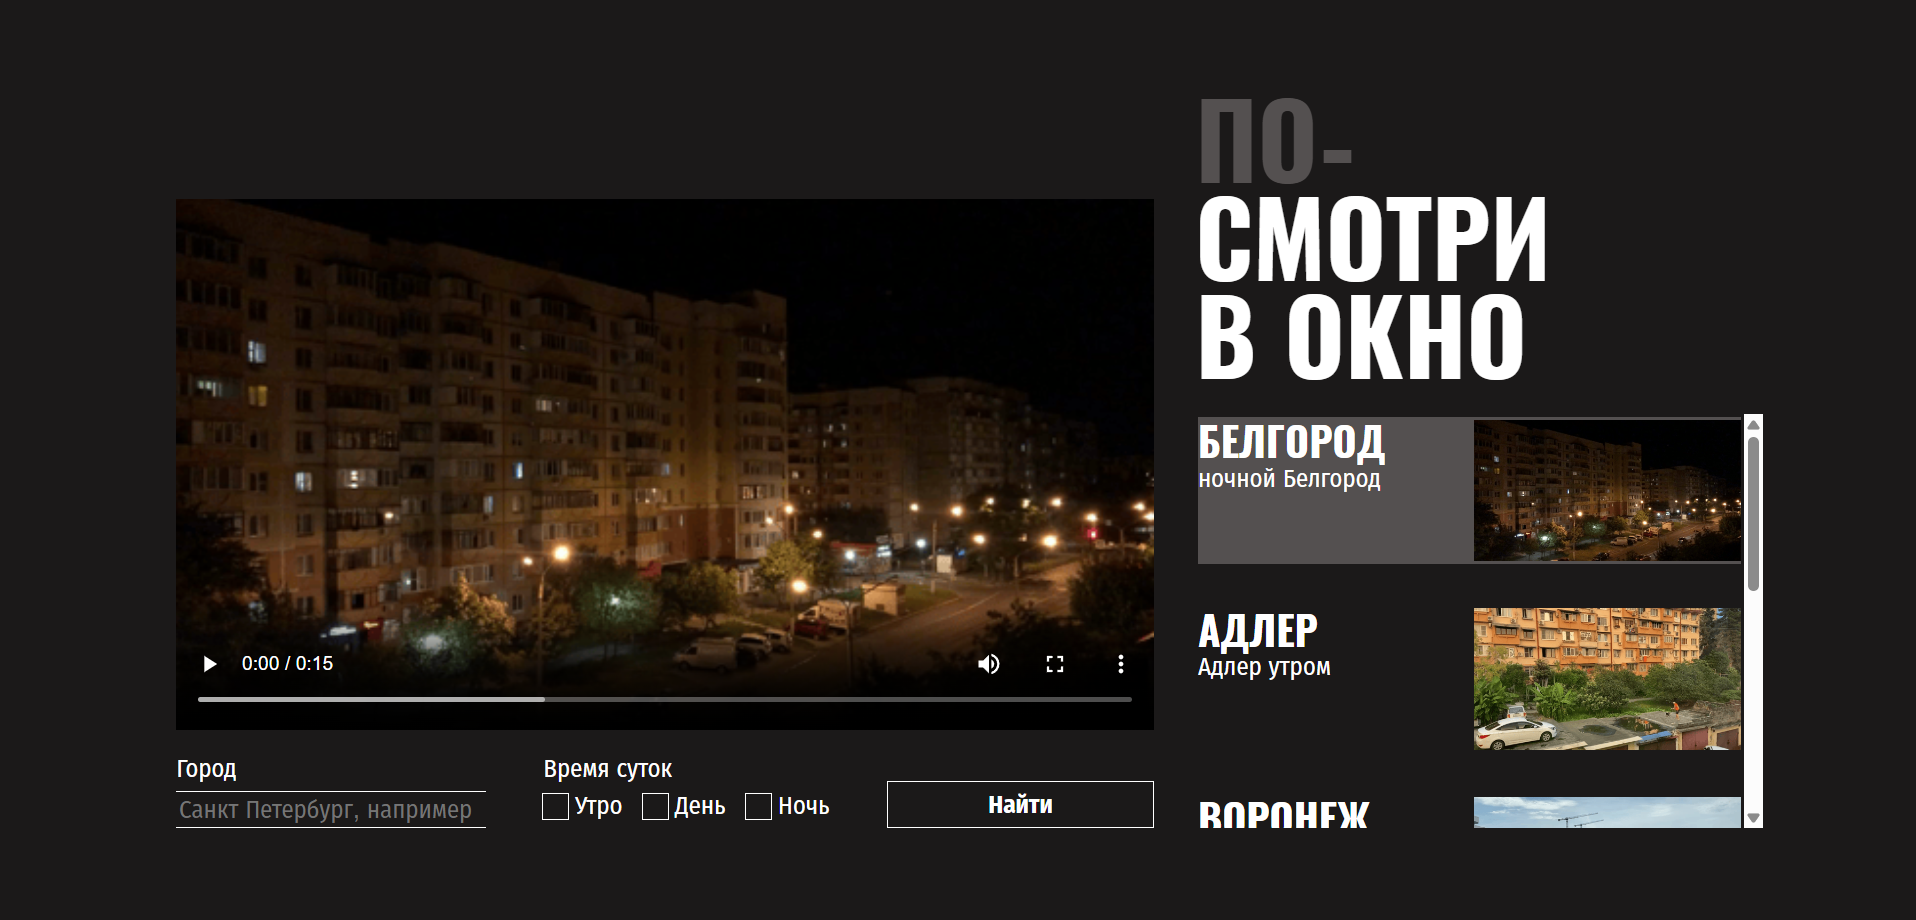 ПО-
СМОТРИ
В ОКНО
0:00 / 0:15
Город
Санкт Петербург, например
Время суток
Утро
День
Ночь
Найти
БЕЛГОРОД
ночной Белгород
АДЛЕР
Адлер утром
ВОРОНЕЖ